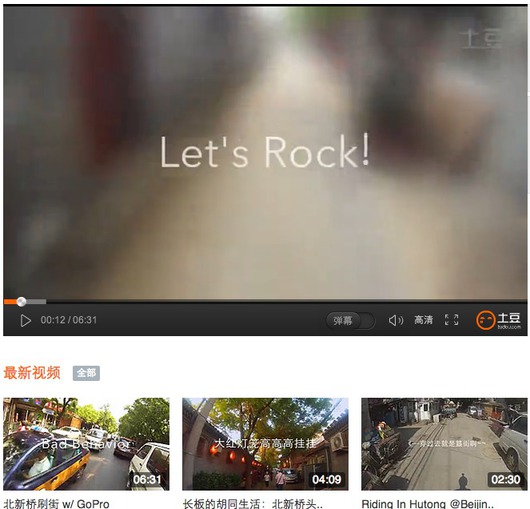 土豆
Let's Rock!
00:12 / 06:31
弹幕
高清
土豆
tudou.com
最新视频 全部
Bad Behavior
06:31
北新桥刷街 w/ GoPro
大红灯笼高高高挂挂
04:09
长板的胡同生活：北新桥头..
穿过去就是簋街啊~~
02:30
Riding In Hutong @Beijin..